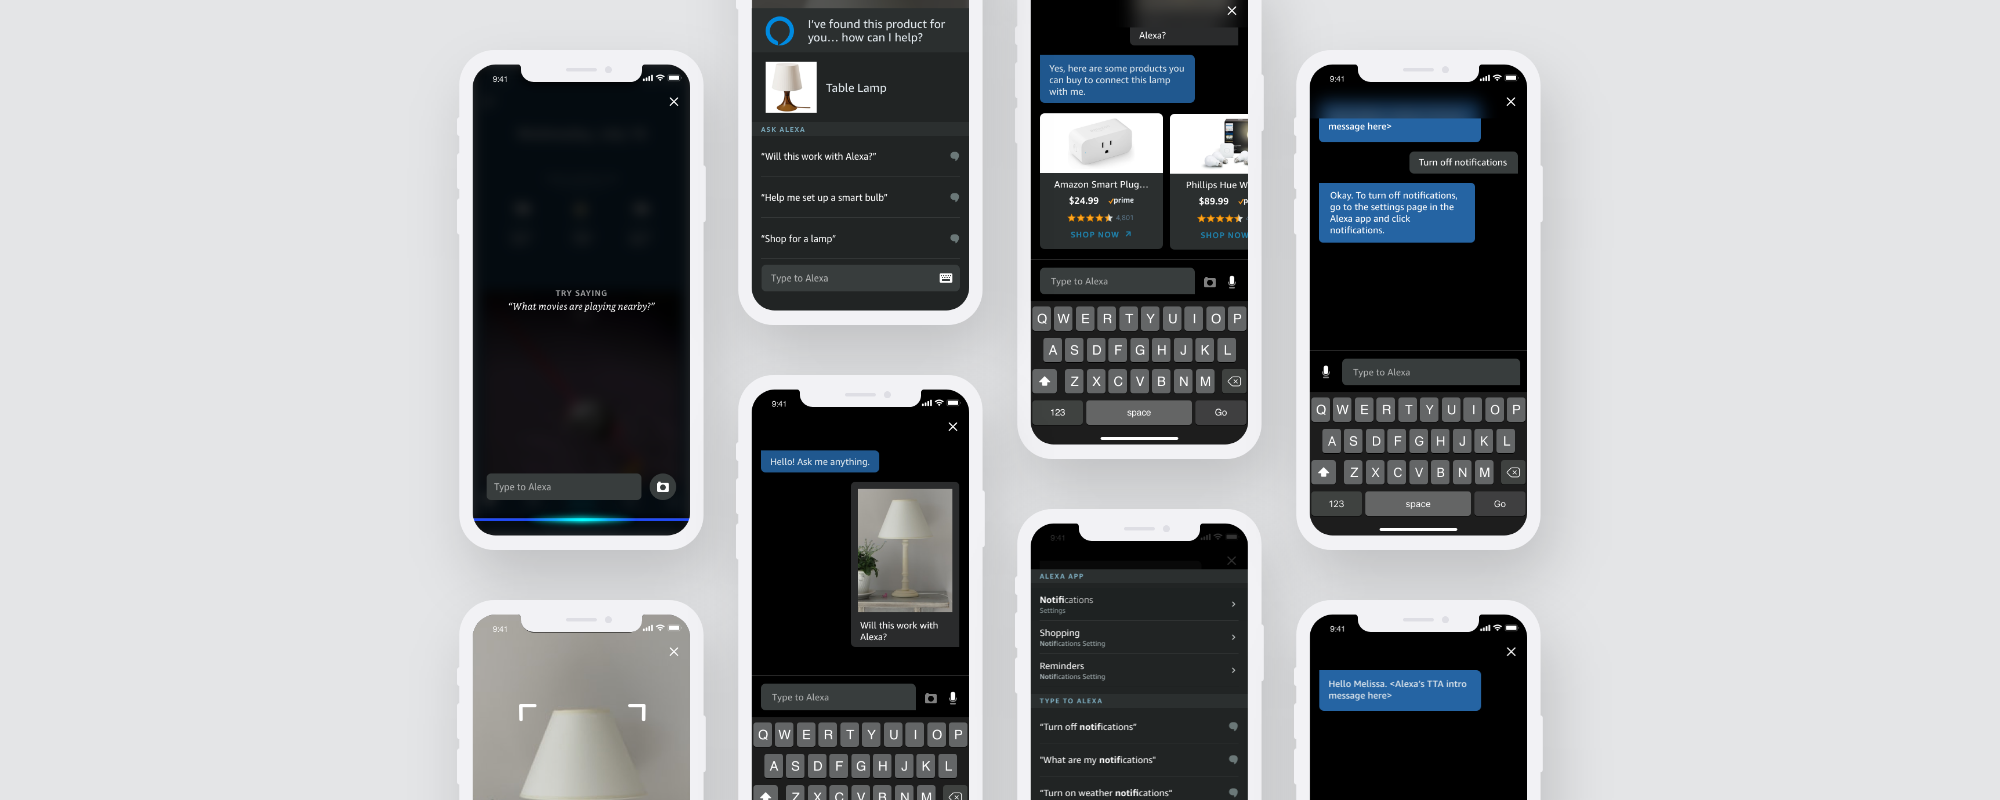 9:41
TRY SAYING
“What movies are playing nearby?”
Type to Alexa
9:41
I've found this product for
you... how can I help?
Table Lamp
ASK ALEXA
“Will this work with Alexa?”
“Help me set up a smart bulb”
“Shop for a lamp”
Type to Alexa
9:41
Hello! Ask me anything.
Will this work with
Alexa?
Type to Alexa
Q W E R T Y U I O P
A S D F G H J K L
Z X C V B N M
Alexa?
Yes, here are some products you
can buy to connect this lamp
with me.
Amazon Smart Plug...
$24.99 prime
4,801
SHOP NOW
Phillips Hue W
$89.99 p
SHOP NOW
Type to Alexa
Q W E R T Y U I O P
A S D F G H J K L
Z X C V B N M
123 space Go
9:41
ALEXA APP
Notifications
Settings
Shopping
Notifications Setting
Reminders
Notifications Setting
TYPE TO ALEXA
“Turn off notifications”
“What are my notifications”
“Turn on weather notifications”
9:41
message here>
Turn off notifications
Okay. To turn off notifications,
go to the settings page in the
Alexa app and click
notifications.
Type to Alexa
Q W E R T Y U I O P
A S D F G H J K L
Z X C V B N M
123 space Go
9:41
Hello Melissa. <Alexa's TTA intro
message here>